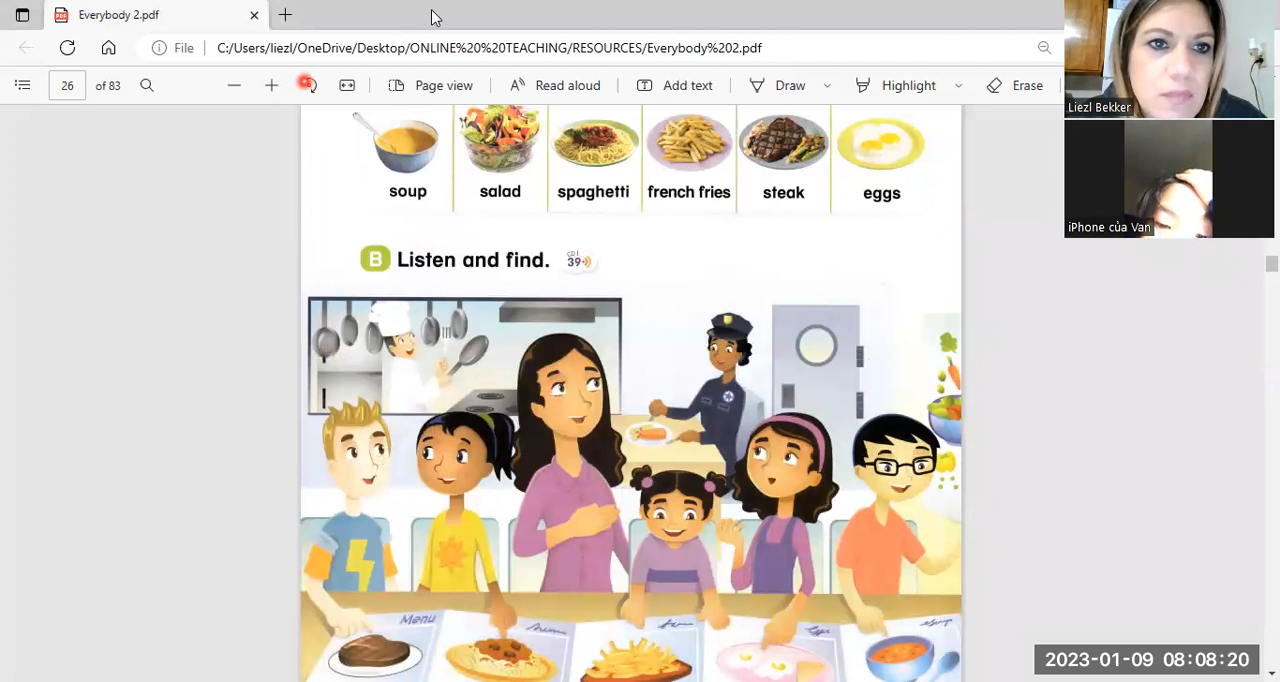 Everybody 2.pdf
File
C:/Users/liezl/OneDrive/Desktop/ONLINE%20%20TEACHING/RESOURCES/Everybody%202.pdf
26 of 83
Page view
Read aloud
Add text
Draw
Highlight
Erase
Liezl Bekker
iPhone của Van
soup salad spaghetti french fries steak eggs
B Listen and find. CD1 39
Menu
2023-01-09 08:08:20